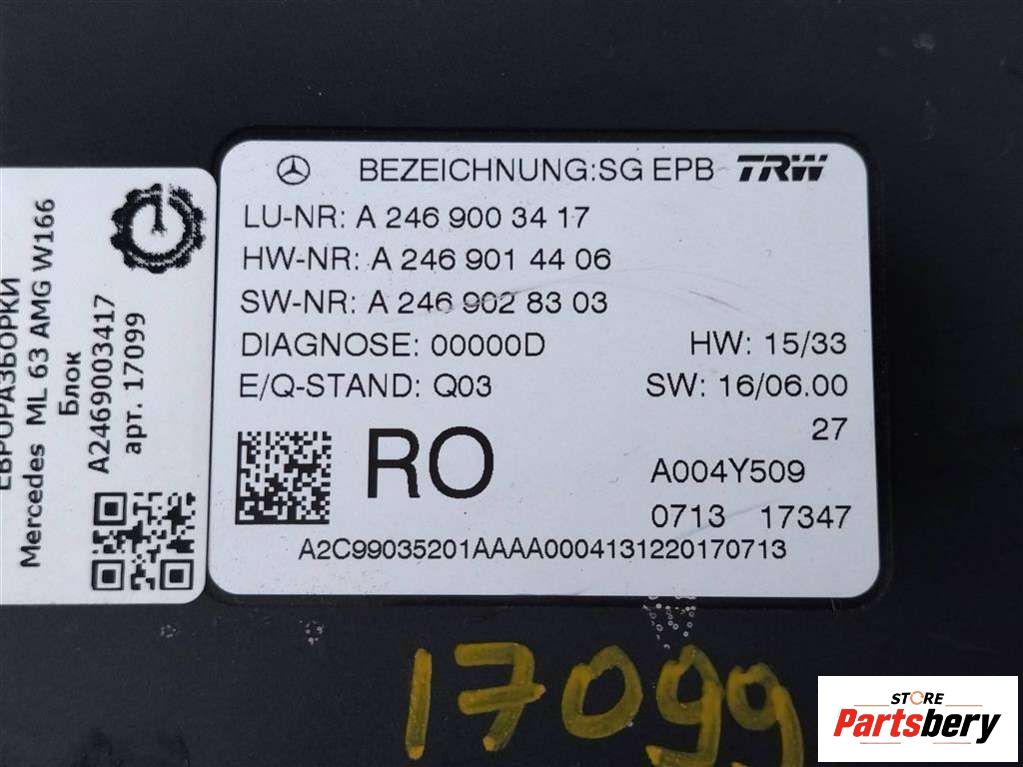 BEZEICHNUNG:SG EPB TRW
LU-NR: A 246 900 34 17
HW-NR: A 246 901 44 06
SW-NR: A 246 902 83 03
DIAGNOSE: 00000D HW: 15/33
E/Q-STAND: Q03 SW: 16/06.00
27
RO
A004Y509
0713 17347
A2C99035201AAAA0004131220170713
ЕВРОРАЗБОРКИ
Mercedes ML 63 AMG W166
Блок
A2469003417
арт. 17099
17099
STORE
Partsbery